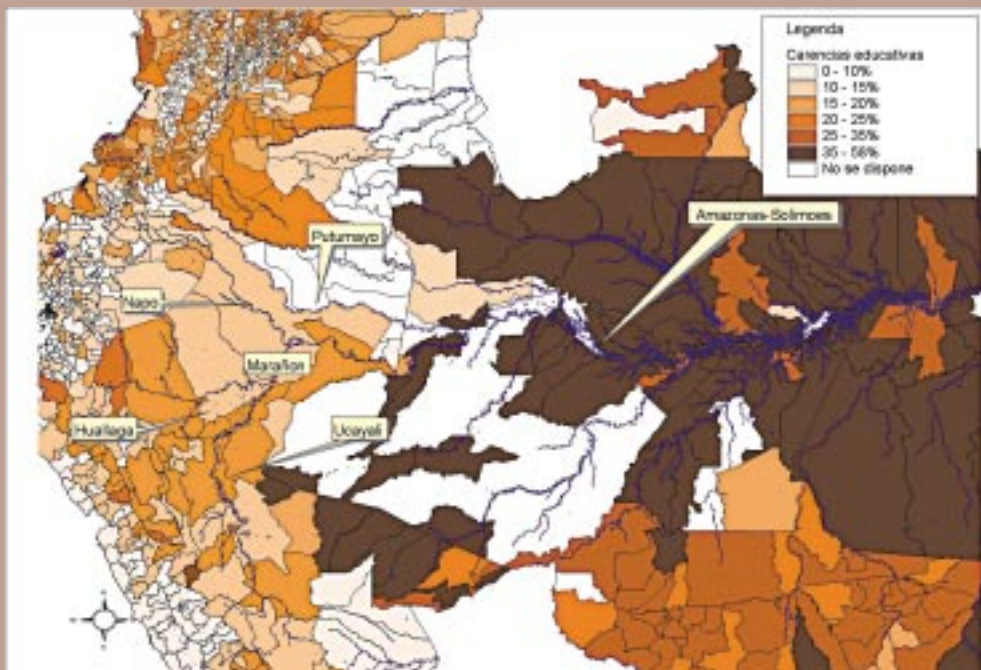 Legenda
Carencias educativas
0 - 10%
10 - 15%
15 - 20%
20 - 25%
25 - 35%
35 - 58%
No se dispone
Amazonas-Solimoes
Putumayo
Napo
Marañon
Huallaga
Ucayali